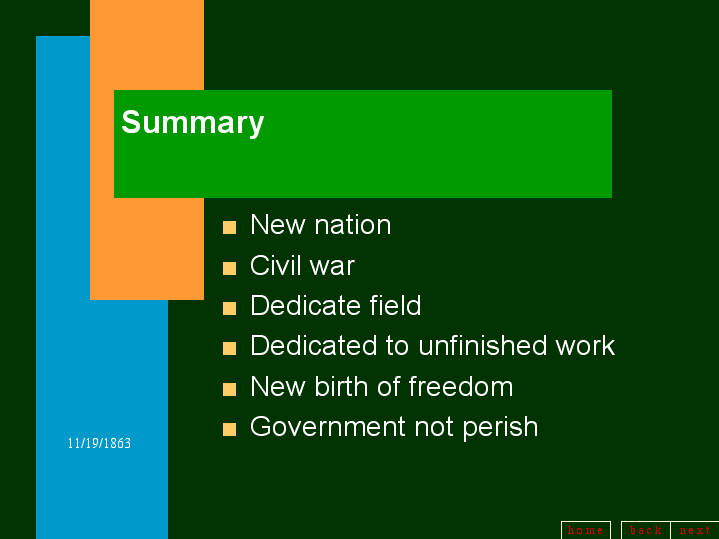 Summary
New nation
Civil war
Dedicate field
Dedicated to unfinished work
New birth of freedom
Government not perish
11/19/1863
home back next